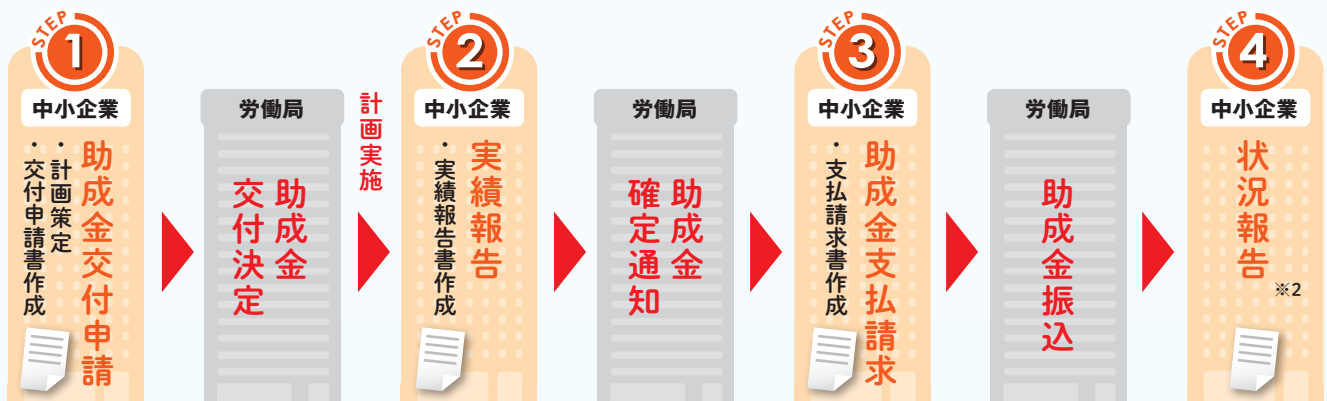 STEP
1
中小企業
助成金交付申請
・計画策定
・交付申請書作成
労働局
助成金
交付決定
計画実施
STEP
2
中小企業
実績報告
・実績報告書作成
労働局
助成金
確定通知
STEP
3
中小企業
助成金支払請求
・支払請求書作成
労働局
助成金振込
STEP
4
中小企業
状況報告
※2